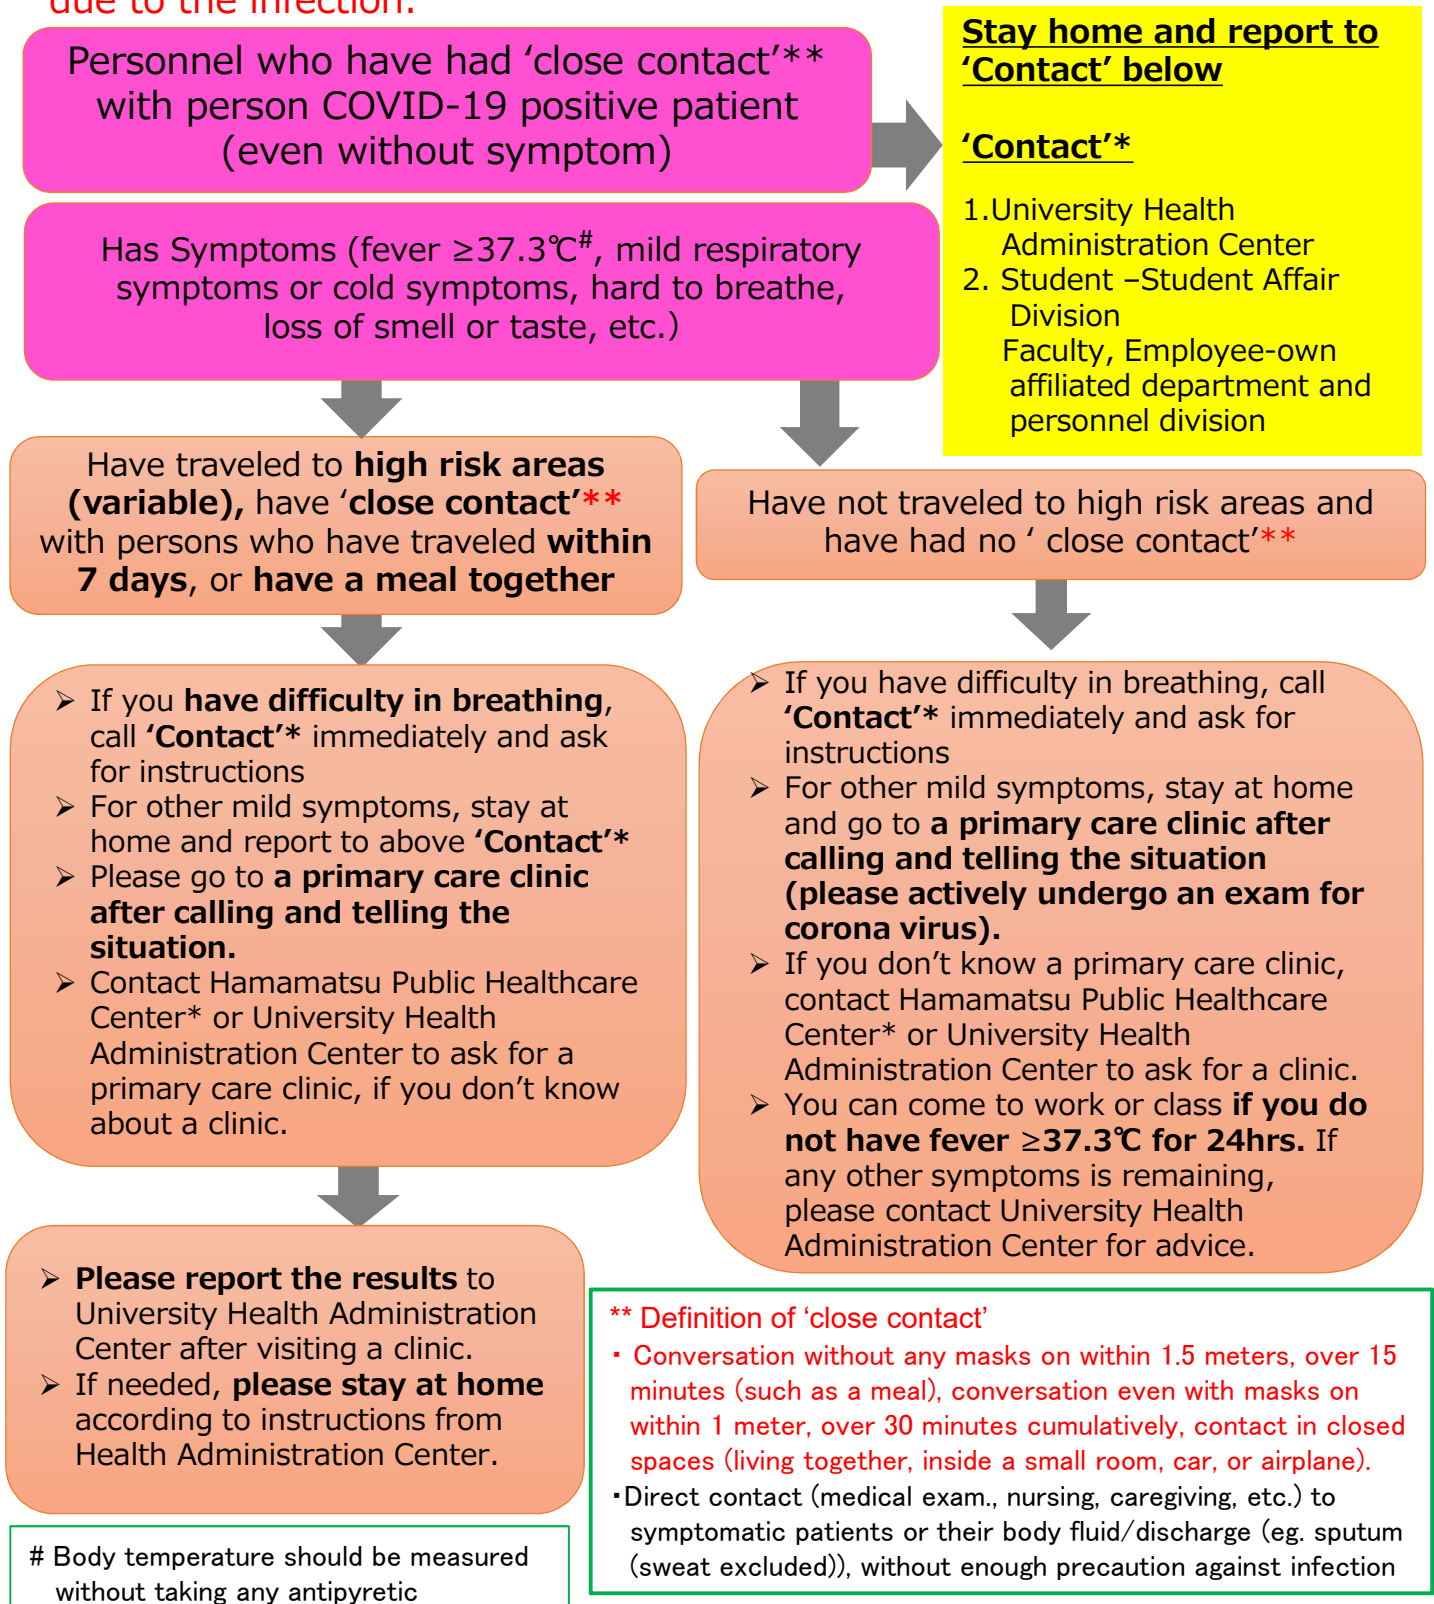 due to the infection.
Personnel who have had ‘close contact’**
with person COVID-19 positive patient
(even without symptom)
Stay home and report to
‘Contact’ below
‘Contact’*
1.University Health
Administration Center
2. Student –Student Affair
Division
Faculty, Employee-own
affiliated department and
personnel division
Has Symptoms (fever ≥37.3℃#, mild respiratory
symptoms or cold symptoms, hard to breathe,
loss of smell or taste, etc.)
Have traveled to high risk areas
(variable), have ‘close contact’**
with persons who have traveled within
7 days, or have a meal together
Have not traveled to high risk areas and
have had no ‘ close contact’**
➢ If you have difficulty in breathing,
call ‘Contact’* immediately and ask
for instructions
➢ For other mild symptoms, stay at
home and report to above ‘Contact’*
➢ Please go to a primary care clinic
after calling and telling the
situation.
➢ Contact Hamamatsu Public Healthcare
Center* or University Health
Administration Center to ask for a
primary care clinic, if you don’t know
about a clinic.
➢ If you have difficulty in breathing, call
‘Contact’* immediately and ask for
instructions
➢ For other mild symptoms, stay at home
and go to a primary care clinic after
calling and telling the situation
(please actively undergo an exam for
corona virus).
➢ If you don’t know a primary care clinic,
contact Hamamatsu Public Healthcare
Center* or University Health
Administration Center to ask for a clinic.
➢ You can come to work or class if you do
not have fever ≥37.3℃ for 24hrs. If
any other symptoms is remaining,
please contact University Health
Administration Center for advice.
➢ Please report the results to
University Health Administration
Center after visiting a clinic.
➢ If needed, please stay at home
according to instructions from
Health Administration Center.
** Definition of ‘close contact’
・ Conversation without any masks on within 1.5 meters, over 15
minutes (such as a meal), conversation even with masks on
within 1 meter, over 30 minutes cumulatively, contact in closed
spaces (living together, inside a small room, car, or airplane).
・Direct contact (medical exam., nursing, caregiving, etc.) to
symptomatic patients or their body fluid/discharge (eg. sputum
(sweat excluded)), without enough precaution against infection
# Body temperature should be measured
without taking any antipyretic